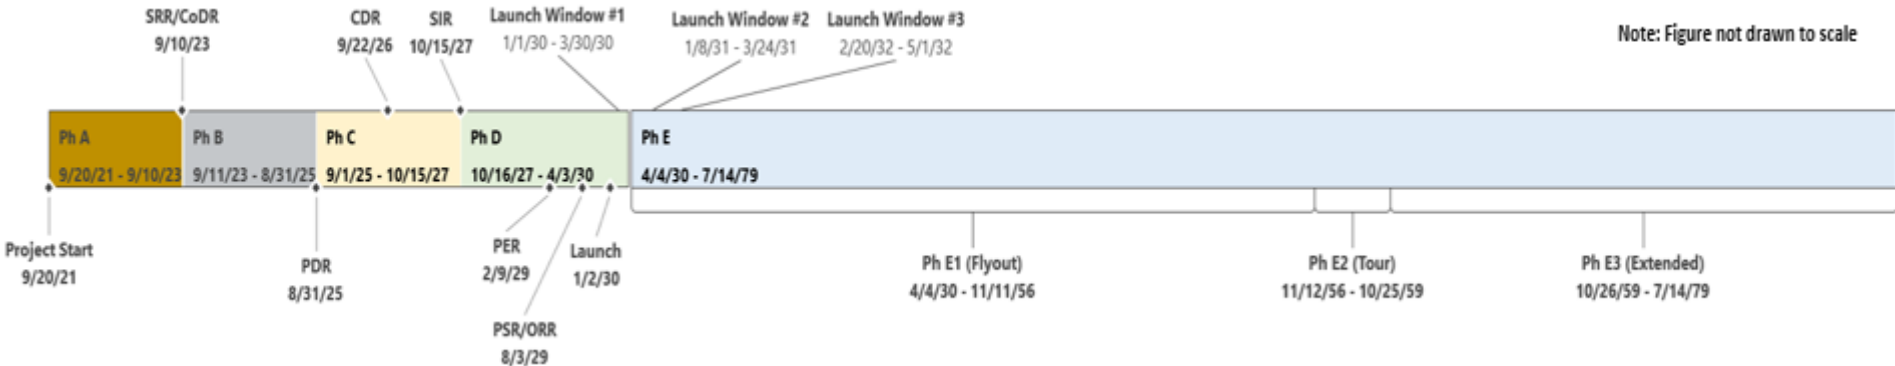 SRR/CoDR
9/10/23
CDR
9/22/26
SIR
10/15/27
Launch Window #1
1/1/30 - 3/30/30
Launch Window #2
1/8/31 - 3/24/31
Launch Window #3
2/20/32 - 5/1/32
Note: Figure not drawn to scale
Ph A
9/20/21 - 9/10/23
Ph B
9/11/23 - 8/31/25
Ph C
9/1/25 - 10/15/27
Ph D
10/16/27 - 4/3/30
Ph E
4/4/30 - 7/14/79
Project Start
9/20/21
PDR
8/31/25
PER
2/9/29
PSR/ORR
8/3/29
Launch
1/2/30
Ph E1 (Flyout)
4/4/30 - 11/11/56
Ph E2 (Tour)
11/12/56 - 10/25/59
Ph E3 (Extended)
10/26/59 - 7/14/79